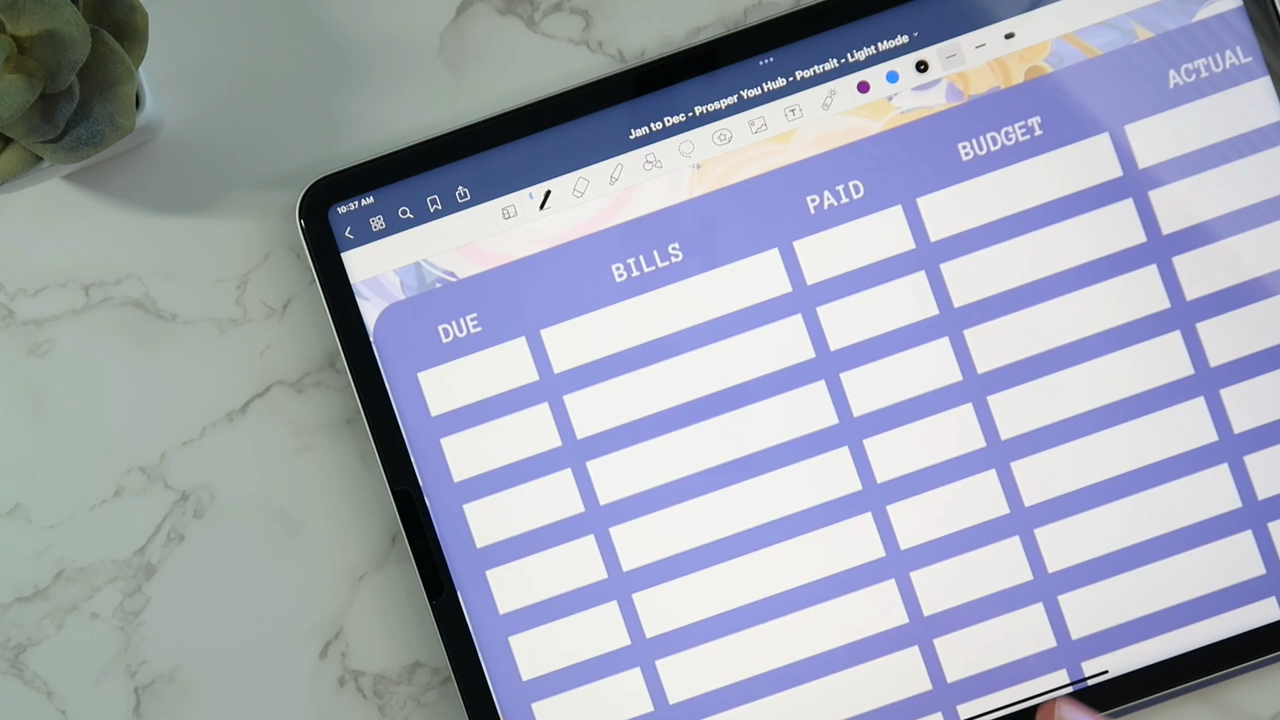 10:37 AM
Jan to Dec - Prosper You Hub - Portrait - Light Mode
DUE BILLS PAID BUDGET ACTUAL